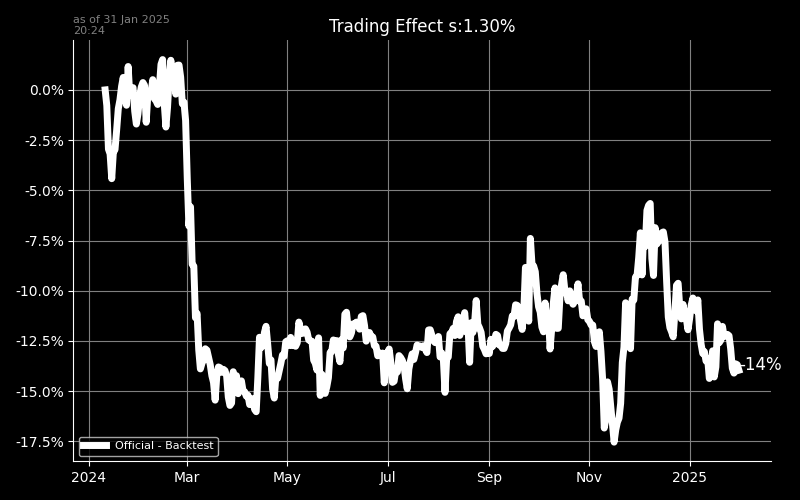 as of 31 Jan 2025
20:24
Trading Effect s:1.30%
0.0%
-2.5%
-5.0%
-7.5%
-10.0%
-12.5%
-15.0%
-17.5%
-14%
Official - Backtest
2024 Mar May Jul Sep Nov 2025